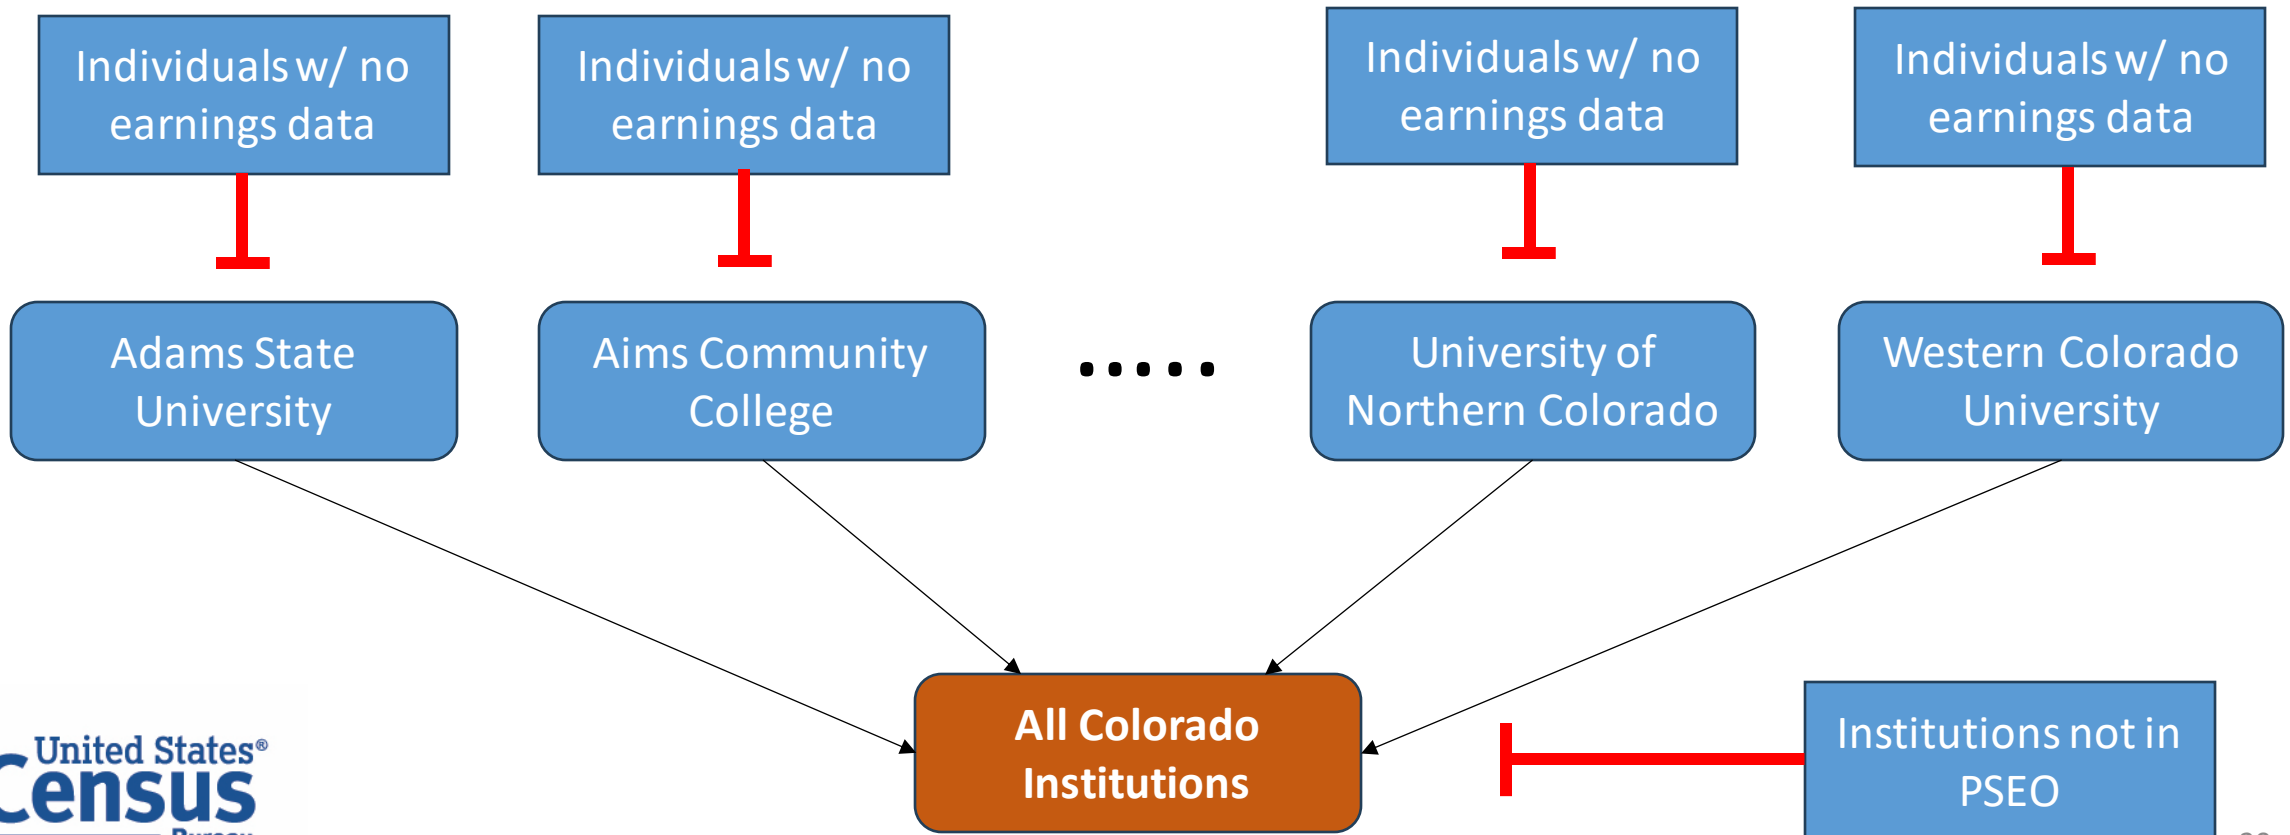 Individuals w/ no
earnings data
Individuals w/ no
earnings data
Individuals w/ no
earnings data
Individuals w/ no
earnings data
Adams State
University
Aims Community
College
.....
University of
Northern Colorado
Western Colorado
University
All Colorado
Institutions
Institutions not in
PSEO
United States®
Census
Bureau